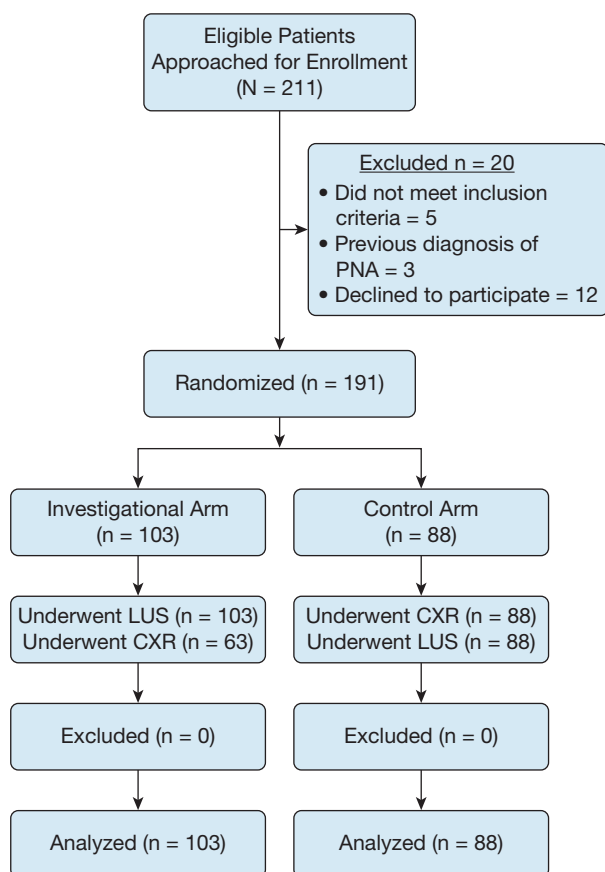 Eligible Patients
Approached for Enrollment
(N = 211)
Excluded n = 20
• Did not meet inclusion
criteria = 5
• Previous diagnosis of
PNA = 3
• Declined to participate = 12
Randomized (n = 191)
Investigational Arm
(n = 103)
Control Arm
(n = 88)
Underwent LUS (n = 103)
Underwent CXR (n = 63)
Underwent CXR (n = 88)
Underwent LUS (n = 88)
Excluded (n = 0)
Excluded (n = 0)
Analyzed (n = 103)
Analyzed (n = 88)